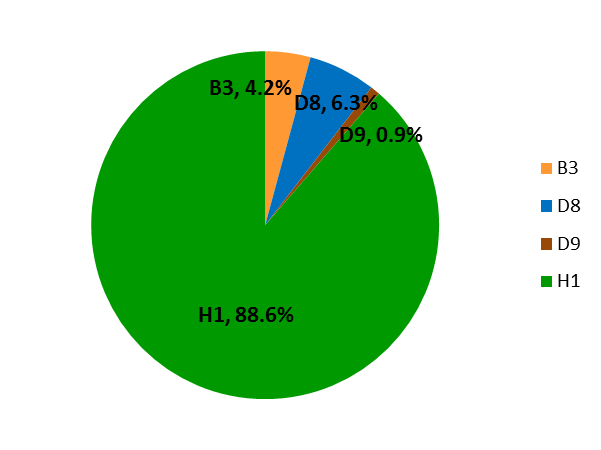 B3, 4.2%
D8, 6.3%
D9, 0.9%
H1, 88.6%
B3
D8
D9
H1